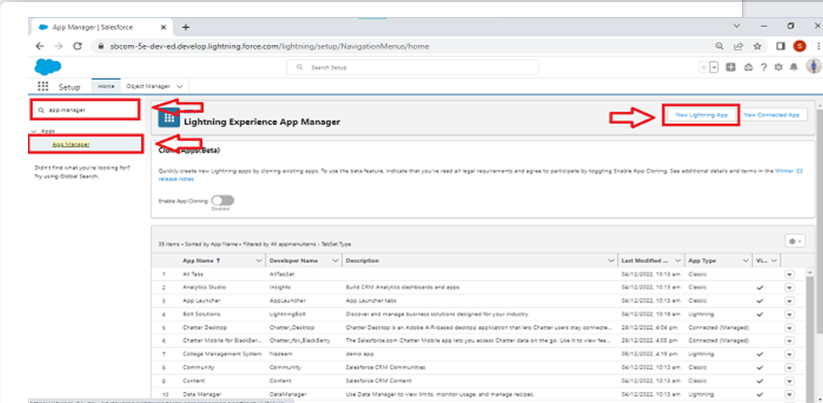 App Manager | Salesforce
sbcom-5e-dev-ed.develop.lightning.force.com/lightning/setup/NavigationMenus/home
S
Search Setup
Setup
Home
Object Manager
app manager
Apps
App Manager
Didn't find what you're looking for?
Try using Global Search.
Lightning Experience App Manager
New Lightning App
New Connected App
Clone Apps (Beta)
Quickly create new Lightning apps by cloning existing apps. To use the beta feature, indicate that you've read all legal requirements and agree to participate by toggling Enable App Cloning. See additional details and terms in the Winter '23
release notes
Enable App Cloning
Disabled
35 items • Sorted by App Name • Filtered by All appmenuitems - TabSet Type
App Name ↑ Developer Name Description Last Modified ... App Type Vi...
1 All Tabs AllTabSet 04/12/2022, 10:13 am Classic
2 Analytics Studio Insights Build CRM Analytics dashboards and apps 04/12/2022, 10:13 am Classic
3 App Launcher AppLauncher App Launcher tabs 04/12/2022, 10:13 am Classic
4 Bolt Solutions LightningBolt Discover and manage business solutions designed for your industry. 04/12/2022, 10:16 am Lightning
5 Chatter Desktop Chatter_Desktop Chatter Desktop is an Adobe AIR-based desktop application that lets Chatter users stay connecte... 29/12/2022, 4:04 pm Connected (Managed)
6 Chatter Mobile for BlackBer... Chatter_for_BlackBerry The Salesforce.com Chatter Mobile app lets you access Chatter data on the go. Use it to view fee... 29/12/2022, 4:05 pm Connected (Managed)
7 College Management System Nadeem demo app 06/12/2022, 4:16 pm Lightning
8 Community Community Salesforce CRM Communities 04/12/2022, 10:13 am Classic
9 Content Content Salesforce CRM Content 04/12/2022, 10:13 am Classic
10 Data Manager DataManager Use Data Manager to view limits, monitor usage, and manage recipes. 04/12/2022, 10:13 am Lightning